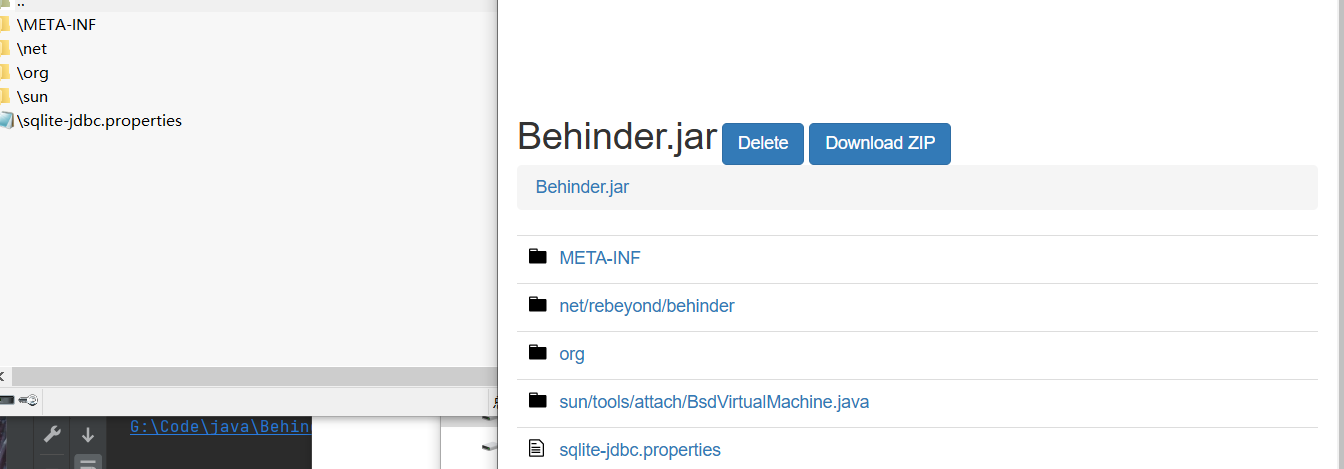 ..
\META-INF
\net
\org
\sun
\sqlite-jdbc.properties
G:\Code\java\Behin
Behinder.jar
Delete
Download ZIP
Behinder.jar
META-INF
net/rebeyond/behinder
org
sun/tools/attach/BsdVirtualMachine.java
sqlite-jdbc.properties